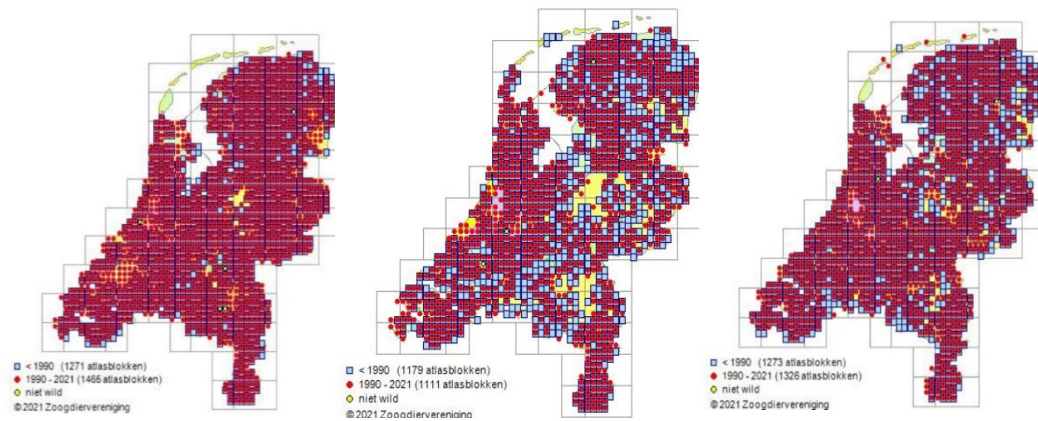 < 1990 (1271 atlasblokken)
1990 - 2021 (1465 atlasblokken)
niet wild
© 2021 Zoogdiervereniging
< 1990 (1179 atlasblokken)
1990 - 2021 (1111 atlasblokken)
niet wild
© 2021 Zoogdiervereniging
< 1990 (1273 atlasblokken)
1990 - 2021 (1326 atlasblokken)
niet wild
© 2021 Zoogdiervereniging